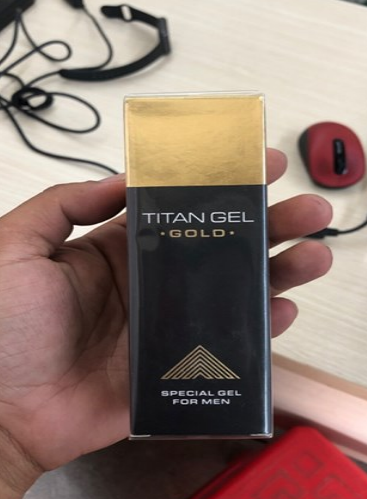 TITAN GEL
• GOLD •
SPECIAL GEL
FOR MEN